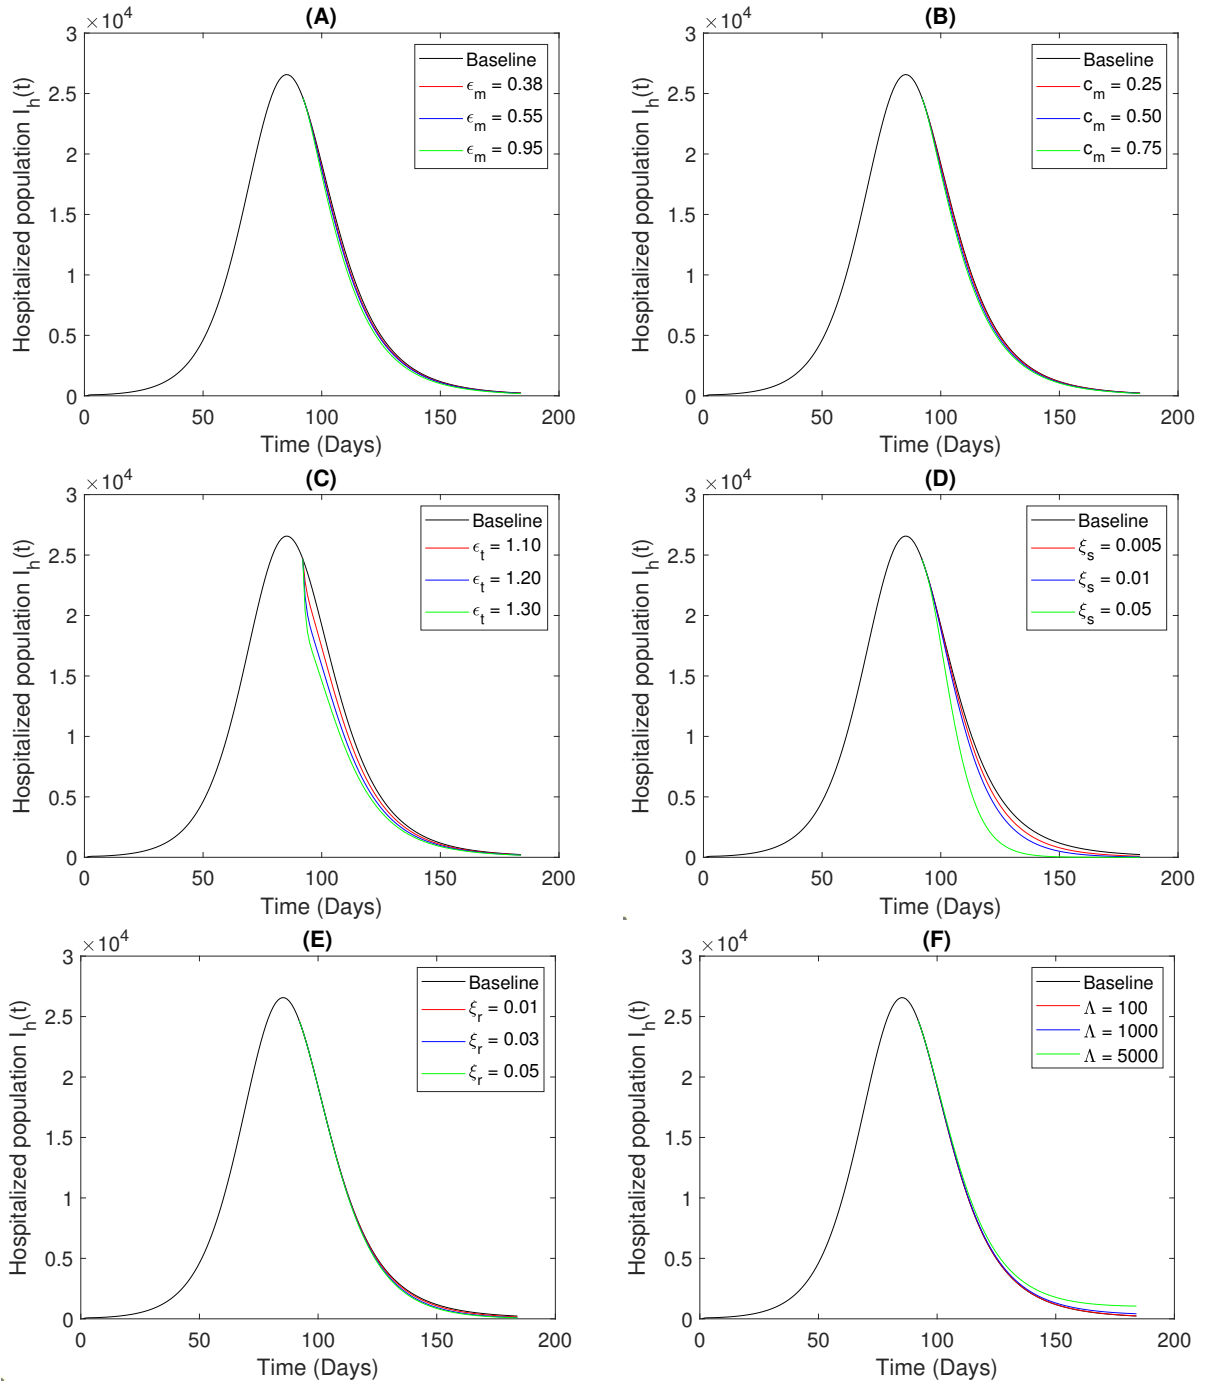 (A)
×10^4
Hospitalized population I_h(t)
3
2.5
2
1.5
1
0.5
0
0 50 100 150 200
Time (Days)
Baseline
ϵ_m = 0.38
ϵ_m = 0.55
ϵ_m = 0.95
(B)
×10^4
Hospitalized population I_h(t)
3
2.5
2
1.5
1
0.5
0
0 50 100 150 200
Time (Days)
Baseline
c_m = 0.25
c_m = 0.50
c_m = 0.75
(C)
×10^4
Hospitalized population I_h(t)
3
2.5
2
1.5
1
0.5
0
0 50 100 150 200
Time (Days)
Baseline
ϵ_t = 1.10
ϵ_t = 1.20
ϵ_t = 1.30
(D)
×10^4
Hospitalized population I_h(t)
3
2.5
2
1.5
1
0.5
0
0 50 100 150 200
Time (Days)
Baseline
ξ_s = 0.005
ξ_s = 0.01
ξ_s = 0.05
(E)
×10^4
Hospitalized population I_h(t)
3
2.5
2
1.5
1
0.5
0
0 50 100 150 200
Time (Days)
Baseline
ξ_r = 0.01
ξ_r = 0.03
ξ_r = 0.05
(F)
×10^4
Hospitalized population I_h(t)
3
2.5
2
1.5
1
0.5
0
0 50 100 150 200
Time (Days)
Baseline
Λ = 100
Λ = 1000
Λ = 5000